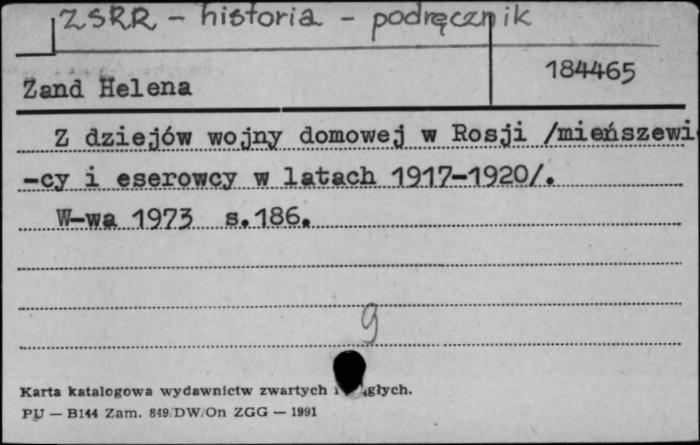 ZSRR - historia - podręcznik
184465
Zand Helena
Z dziejów wojny domowej w Rosji /mieńszewi
-cy i eserowcy w latach 1917-1920/.
W-wa 1973 s.186.
9
Karta katalogowa wydawnictw zwartych
PU — B144 Zam. 849/DW/On ZGG — 1991